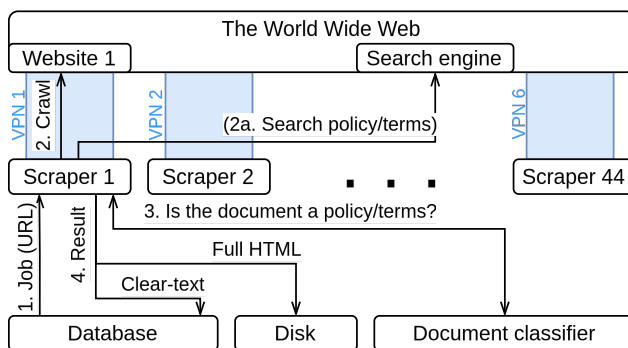 The World Wide Web
Website 1
Search engine
VPN 1
2. Crawl
VPN 2
(2a. Search policy/terms)
VPN 6
Scraper 1
Scraper 2
. . .
Scraper 44
1. Job (URL)
4. Result
3. Is the document a policy/terms?
Full HTML
Clear-text
Database
Disk
Document classifier